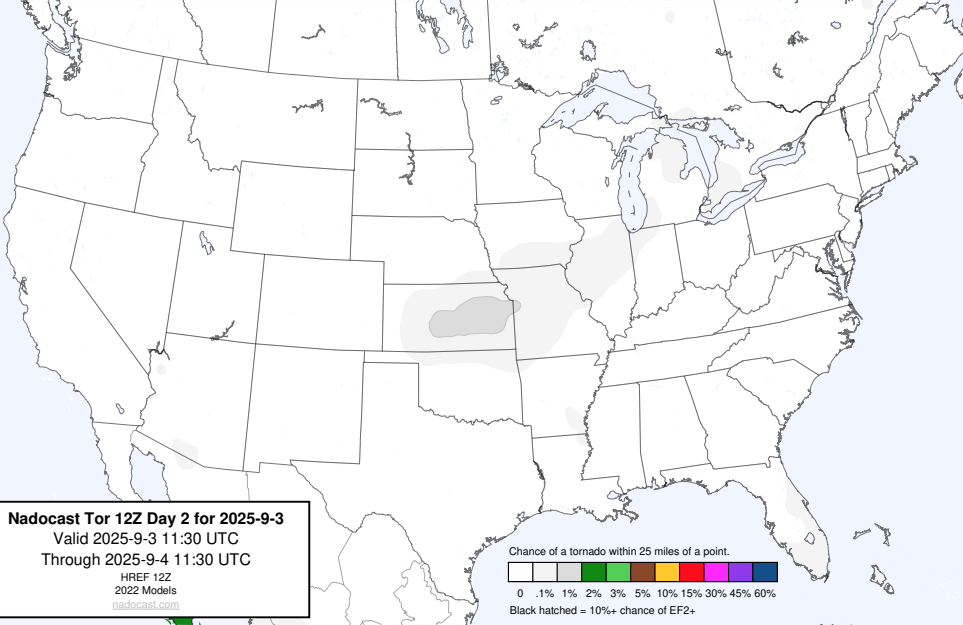 Nadocast Tor 12Z Day 2 for 2025-9-3
Valid 2025-9-3 11:30 UTC
Through 2025-9-4 11:30 UTC
HREF 12Z
2022 Models
nadocast.com
Chance of a tornado within 25 miles of a point.
0 .1% 1% 2% 3% 5% 10% 15% 30% 45% 60%
Black hatched = 10%+ chance of EF2+